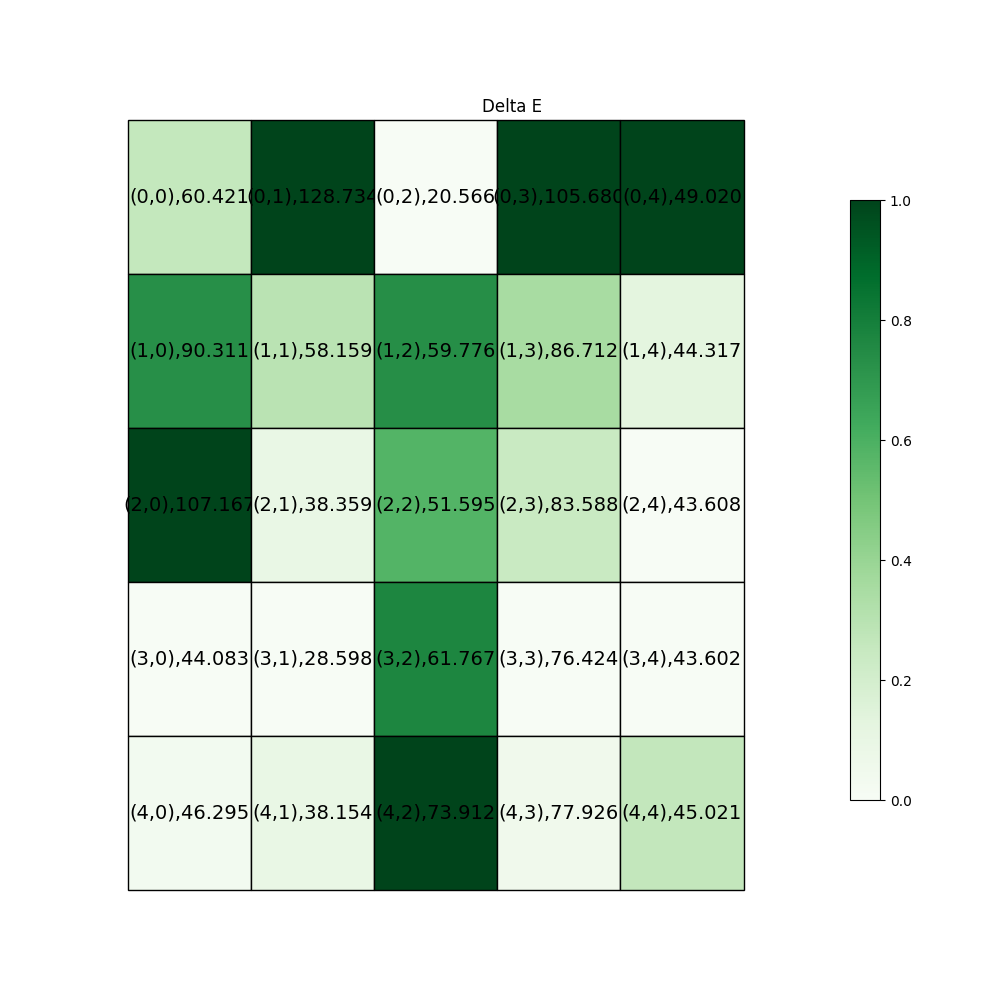 Delta E
(0,0),60.421 (0,1),128.734 (0,2),20.566 (0,3),105.680 (0,4),49.020
(1,0),90.311 (1,1),58.159 (1,2),59.776 (1,3),86.712 (1,4),44.317
(2,0),107.167 (2,1),38.359 (2,2),51.595 (2,3),83.588 (2,4),43.608
(3,0),44.083 (3,1),28.598 (3,2),61.767 (3,3),76.424 (3,4),43.602
(4,0),46.295 (4,1),38.154 (4,2),73.912 (4,3),77.926 (4,4),45.021
1.0
0.8
0.6
0.4
0.2
0.0